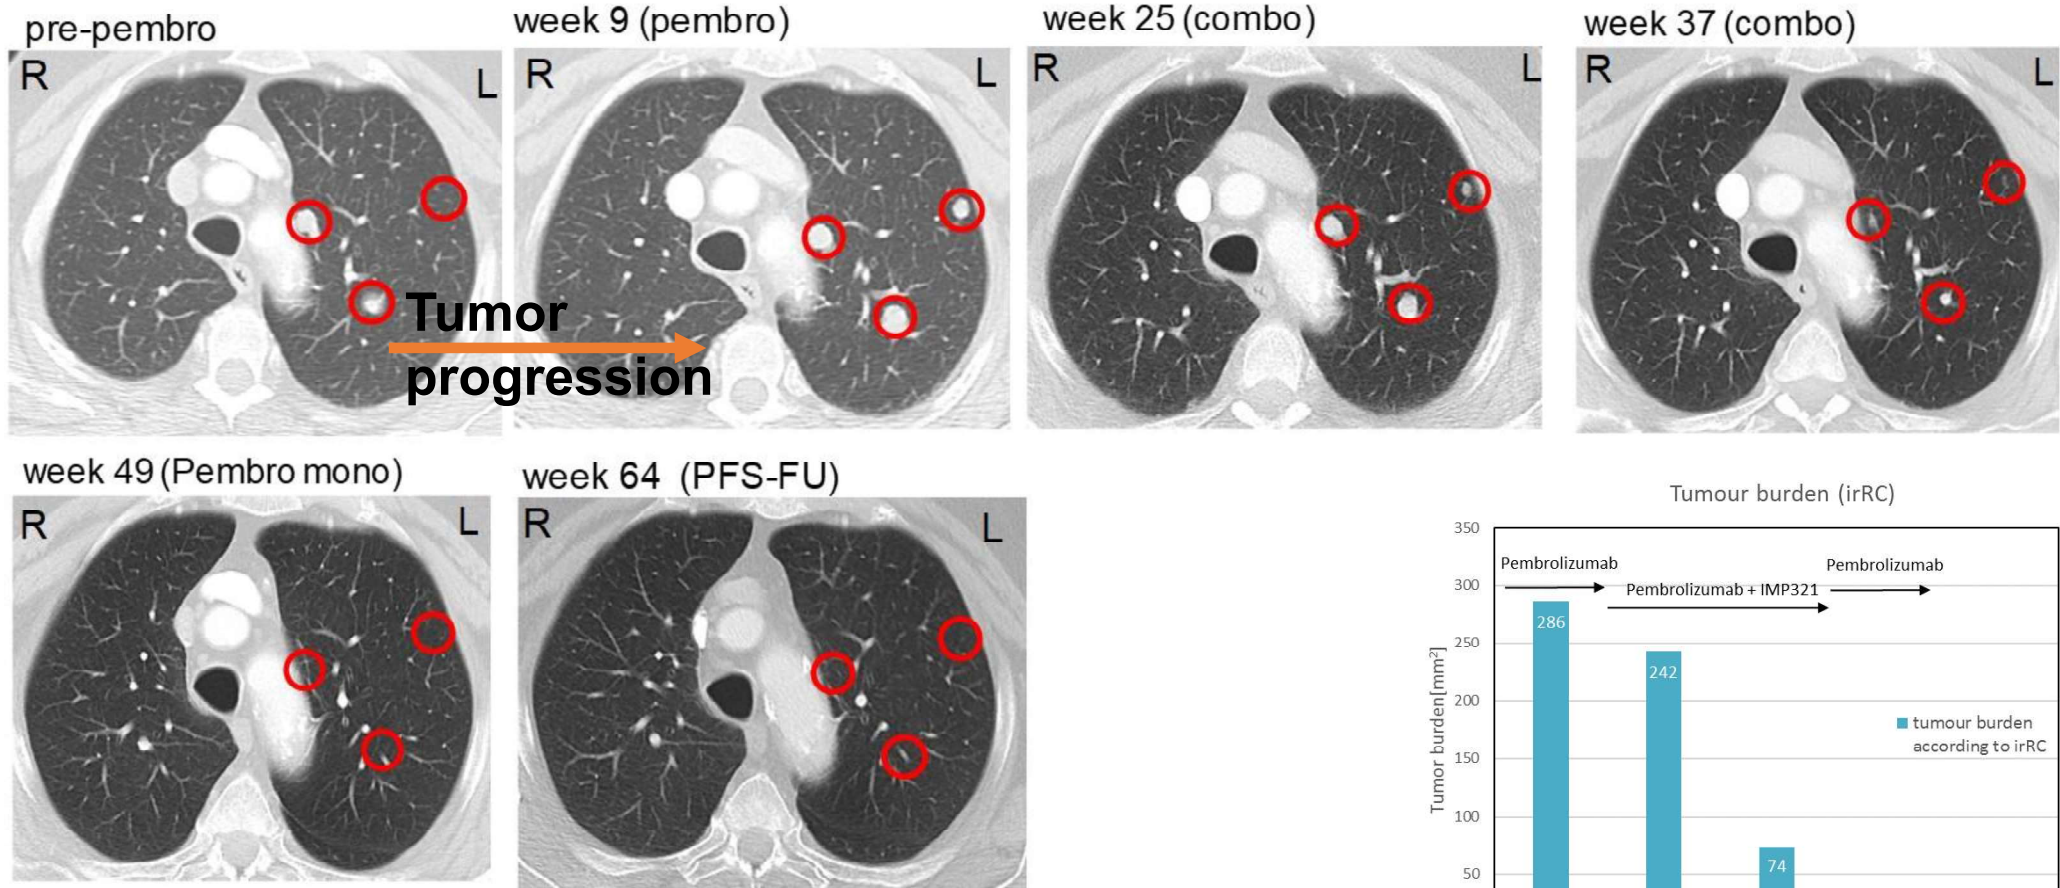 pre-pembro
week 9 (pembro)
week 25 (combo)
week 37 (combo)
R
L
R
L
R
L
R
L
Tumor
progression
week 49 (Pembro mono)
week 64 (PFS-FU)
R
L
R
L
Tumour burden (irRC)
350
300
250
200
150
100
50
Tumor burden[mm²]
Pembrolizumab
Pembrolizumab + IMP321
Pembrolizumab
286
242
74
tumour burden
according to irRC